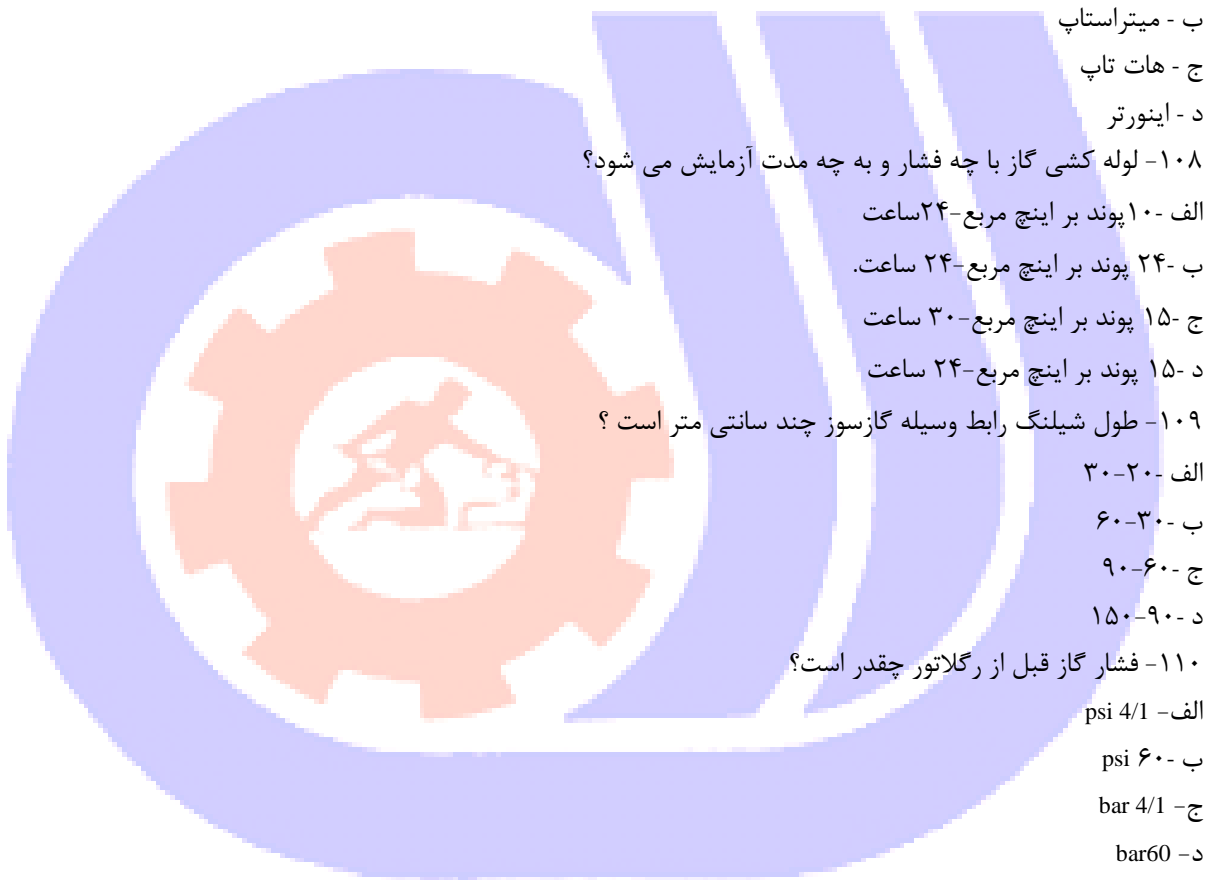 ب - میتراستاپ
ج - هات تاپ
د - اینورتر
۱۰۸- لوله کشی گاز با چه فشار و به چه مدت آزمایش می شود؟
الف -۱۰پوند بر اینچ مربع-۲۴ساعت
ب -۲۴ پوند بر اینچ مربع-۲۴ ساعت.
ج -۱۵ پوند بر اینچ مربع-۳۰ ساعت
د -۱۵ پوند بر اینچ مربع-۲۴ ساعت
۱۰۹- طول شیلنگ رابط وسیله گازسوز چند سانتی متر است ؟
الف -۲۰-۳۰
ب -۳۰-۶۰
ج -۶۰-۹۰
د -۹۰-۱۵۰
۱۱۰- فشار گاز قبل از رگلاتور چقدر است؟
الف- psi 4/1
ب -۶۰ psi
ج- bar 4/1
د- bar60